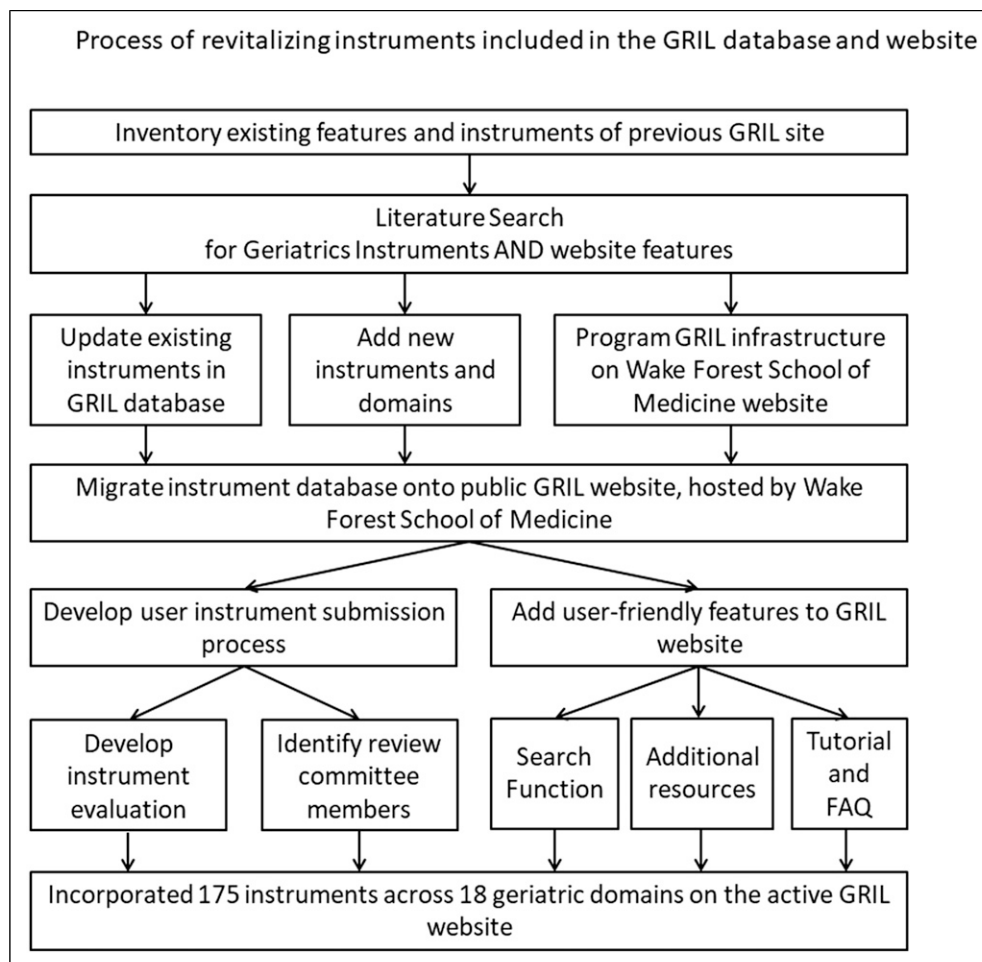 Process of revitalizing instruments included in the GRIL database and website
Inventory existing features and instruments of previous GRIL site
Literature Search
for Geriatrics Instruments AND website features
Update existing
instruments in
GRIL database
Add new
instruments and
domains
Program GRIL infrastructure
on Wake Forest School of
Medicine website
Migrate instrument database onto public GRIL website, hosted by Wake
Forest School of Medicine
Develop user instrument submission
process
Add user-friendly features to GRIL
website
Develop
instrument
evaluation
Identify review
committee
members
Search
Function
Additional
resources
Tutorial
and
FAQ
Incorporated 175 instruments across 18 geriatric domains on the active GRIL
website